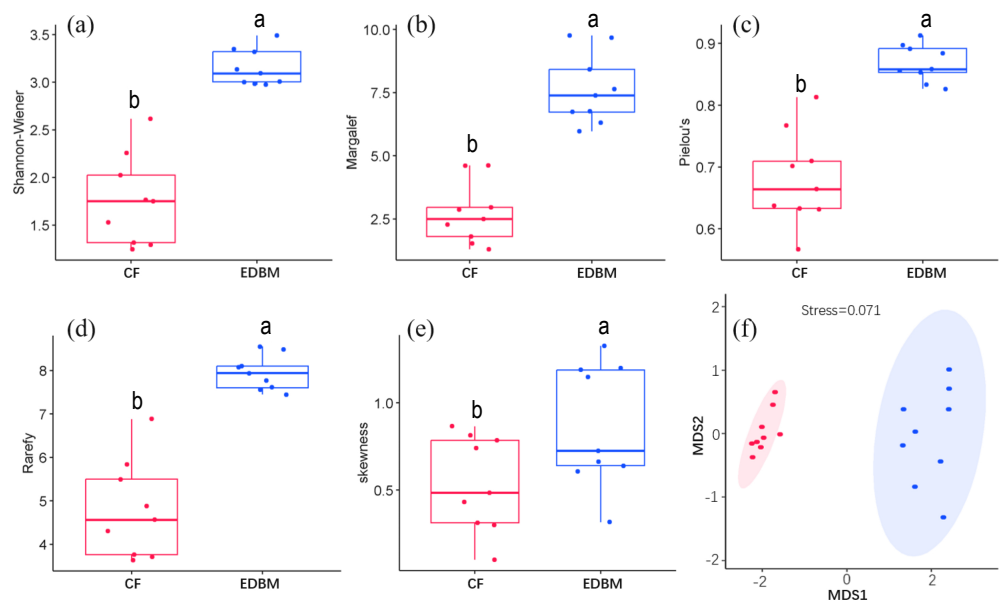 (a)
a
b
Shannon-Wiener
3.5
3.0
2.5
2.0
1.5
CF
EDBM
(b)
a
b
Margalef
10.0
7.5
5.0
2.5
CF
EDBM
(c)
a
b
Pielou's
0.9
0.8
0.7
0.6
CF
EDBM
(d)
a
b
Rarefy
8
7
6
5
4
CF
EDBM
(e)
a
b
skewness
1.0
0.5
CF
EDBM
(f)
Stress=0.071
MDS2
2
1
0
-1
-2
-2
0
2
MDS1